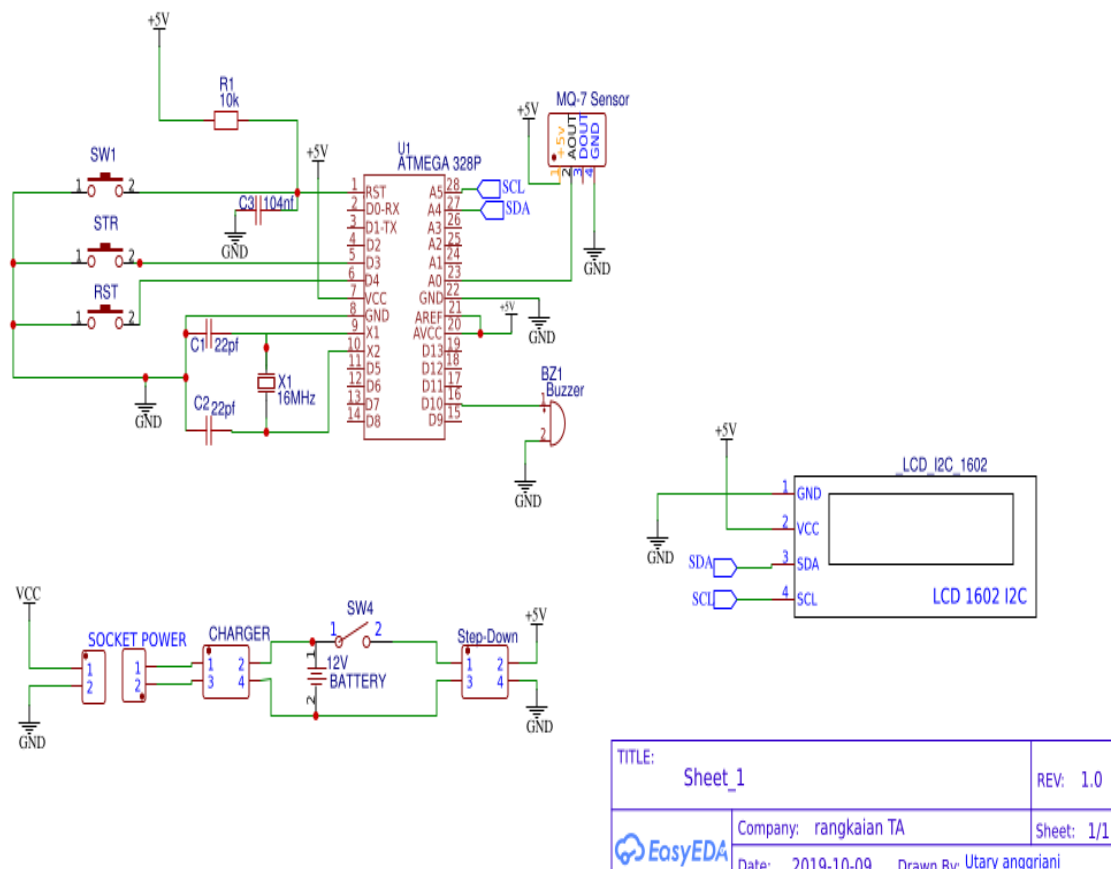 +5V
R1
10k
SW1
+5V
U1
ATMEGA 328P
+5V
MQ-7 Sensor
+5v
AOUT
DOUT
GND
1
2
3
4
1 2
C3 104nf
GND
STR
1 2
RST
1 2
1 RST
2 D0-RX
3 D1-TX
4 D2
5 D3
6 D4
7 VCC
8 GND
9 X1
10 X2
11 D5
12 D6
13 D7
14 D8
A5 28
A4 27
A3 26
A2 25
A1 24
A0 23
GND 22
AREF 21
AVCC 20
D13 19
D12 18
D11 17
D10 16
D9 15
SCL
SDA
GND
+5V
GND
C1 22pf
X1
16MHz
C2 22pf
GND
BZ1
Buzzer
1
+
2
GND
+5V
_LCD_I2C_1602
1 GND
2 VCC
SDA 3 SDA
SCL 4 SCL
GND
LCD 1602 I2C
VCC
SOCKET POWER
1
2
GND
1
2
CHARGER
1 2
3 4
SW4
1 2
1
12V
BATTERY
2
Step-Down
1 2
3 4
+5V
GND
TITLE:
Sheet_1
REV: 1.0
EasyEDA
Company: rangkaian TA
Sheet: 1/1
Date: 2019-10-09 Drawn By: Utary anggriani